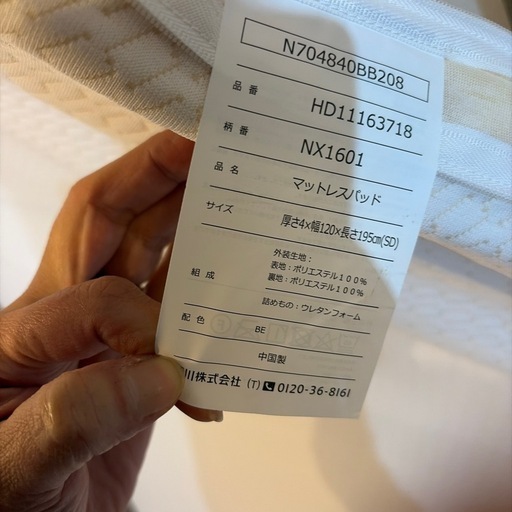 N704840BB208
品番 HD11163718
柄番 NX1601
品名 マットレスパッド
サイズ 厚さ4×幅120×長さ195cm(SD)
組成 外装生地：
表地：ポリエステル100%
裏地：ポリエステル100%
詰めもの：ウレタンフォーム
配色 BE
中国製
川株式会社 (T) 0120-36-8161